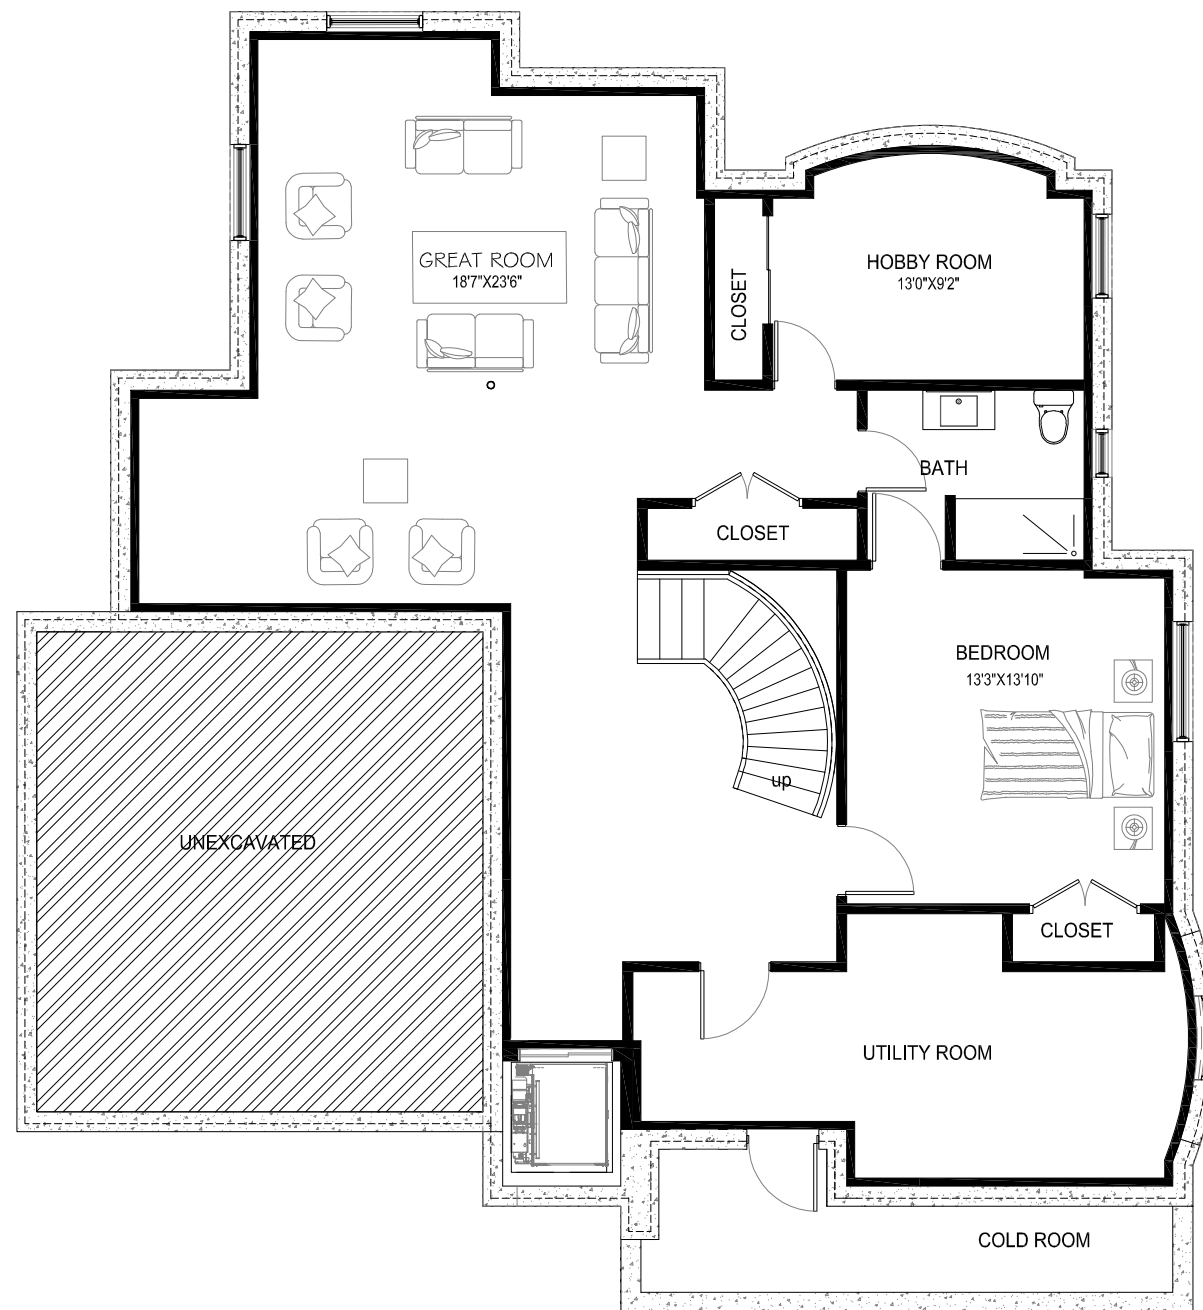 GREAT ROOM
18'7"X23'6"
HOBBY ROOM
13'0"X9'2"
CLOSET
BATH
CLOSET
BEDROOM
13'3"X13'10"
up
UNEXCAVATED
CLOSET
UTILITY ROOM
COLD ROOM